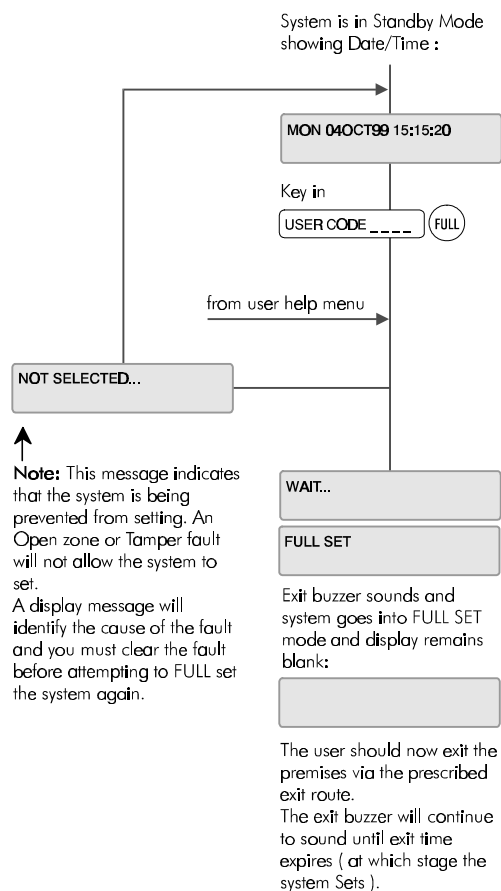 System is in Standby Mode
showing Date/Time :
MON 04OCT99 15:15:20
Key in
USER CODE _ _ _ _ FULL
from user help menu
NOT SELECTED...
Note: This message indicates
that the system is being
prevented from setting. An
Open zone or Tamper fault
will not allow the system to
set.
A display message will
identify the cause of the fault
and you must clear the fault
before attempting to FULL set
the system again.
WAIT...
FULL SET
Exit buzzer sounds and
system goes into FULL SET
mode and display remains
blank:
The user should now exit the
premises via the prescribed
exit route.
The exit buzzer will continue
to sound until exit time
expires ( at which stage the
system Sets ).